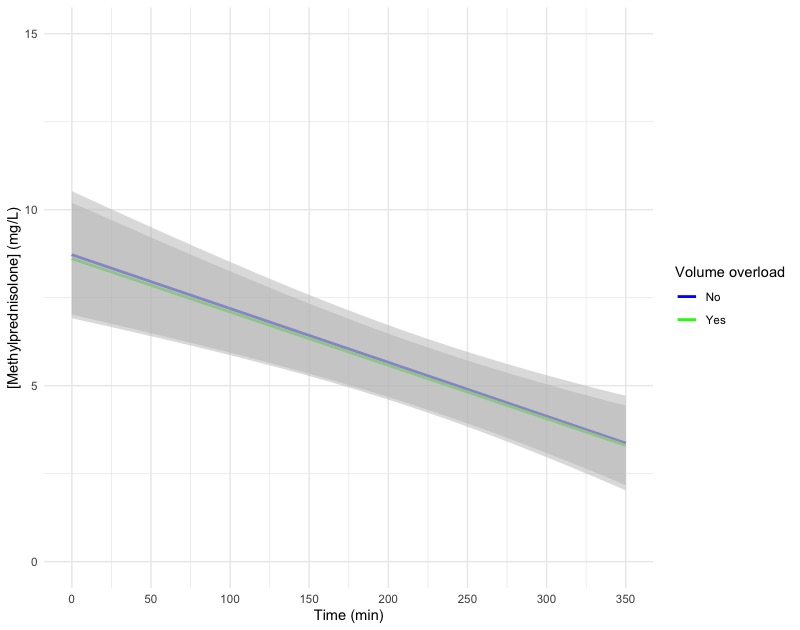 15
10
5
0
[Methylprednisolone] (mg/L)
0 50 100 150 200 250 300 350
Time (min)
Volume overload
No
Yes